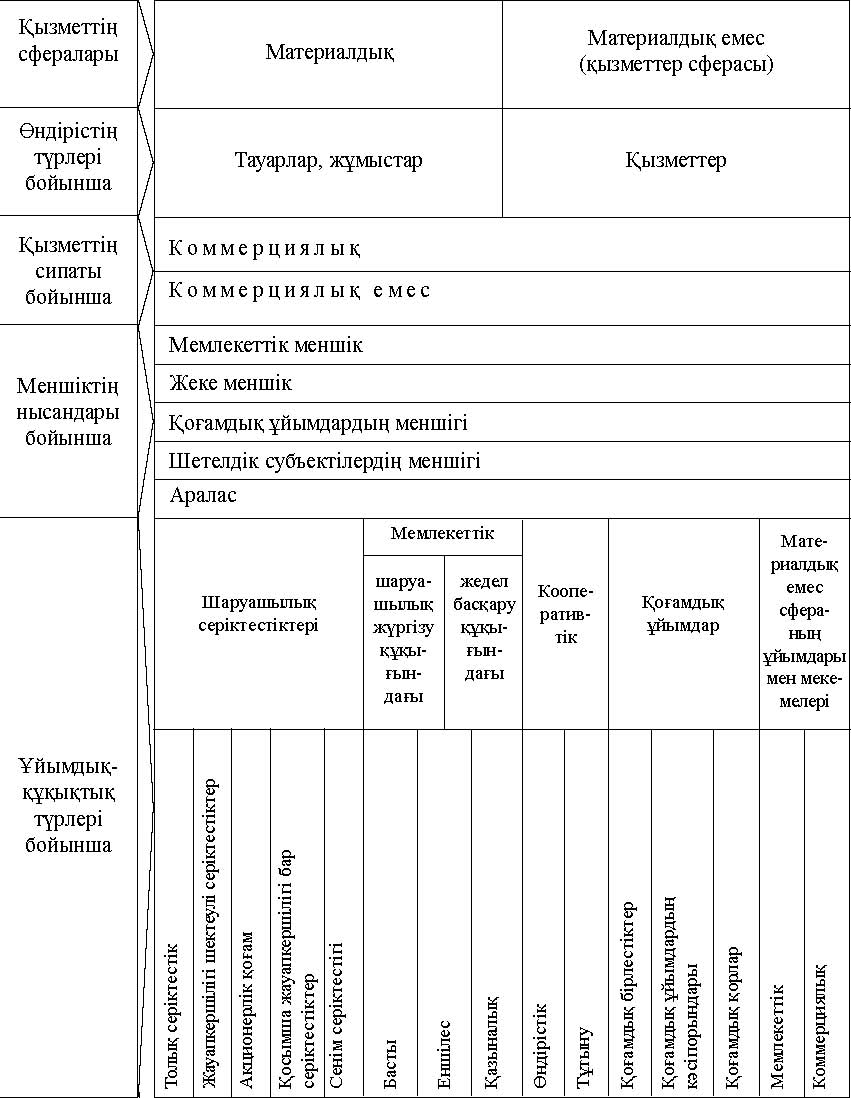 Қызметтің
сфералары
Материалдық
Материалдық емес
(қызметтер сферасы)
Өндірістің
түрлері
бойынша
Тауарлар, жұмыстар
Қызметтер
Қызметтің
сипаты
бойынша
Коммерциялық
Коммерциялық емес
Меншіктің
нысандары
бойынша
Мемлекеттік меншік
Жеке меншік
Қоғамдық ұйымдардың меншігі
Шетелдік субъектілердің меншігі
Аралас
Ұйымдық-
құқықтық
түрлері
бойынша
Шаруашылық
серіктестіктері
Мемлекеттік
шаруа-
шылық
жүргізу
құқы-
ғын-
дағы
жедел
басқару
құқы-
ғын-
дағы
Коопе-
ратив-
тік
Қоғамдық
ұйымдар
Мате-
риалдық
емес
сфера-
ның
ұйымдары
мен меке-
мелері
Толық серіктестік
Жауапкершілігі шектеулі серіктестіктер
Акционерлік қоғам
Қосымша жауапкершілігі бар
серіктестіктер
Сенім серіктестігі
Басты
Еншілес
Қазыналық
Өндірістік
Тұтыну
Қоғамдық бірлестіктер
Қоғамдық ұйымдардың
кәсіпорындары
Қоғамдық қорлар
Мемлекеттік
Коммерциялық